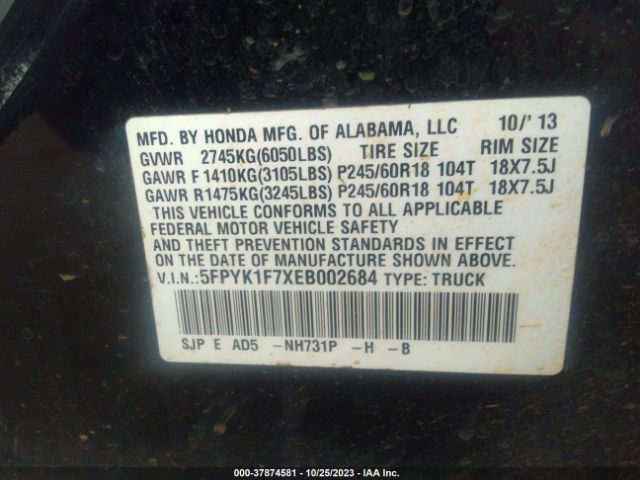 MFD. BY HONDA MFG. OF ALABAMA, LLC 10/' 13
GVWR 2745KG(6050LBS) TIRE SIZE RIM SIZE
GAWR F 1410KG(3105LBS) P245/60R18 104T 18X7.5J
GAWR R1475KG(3245LBS) P245/60R18 104T 18X7.5J
THIS VEHICLE CONFORMS TO ALL APPLICABLE
FEDERAL MOTOR VEHICLE SAFETY
AND THEFT PREVENTION STANDARDS IN EFFECT
ON THE DATE OF MANUFACTURE SHOWN ABOVE.
V.I.N.:5FPYK1F7XEB002684 TYPE: TRUCK
SJP E AD5 -NH731P -H -B
000-37874581 - 10/25/2023 - IAA Inc.